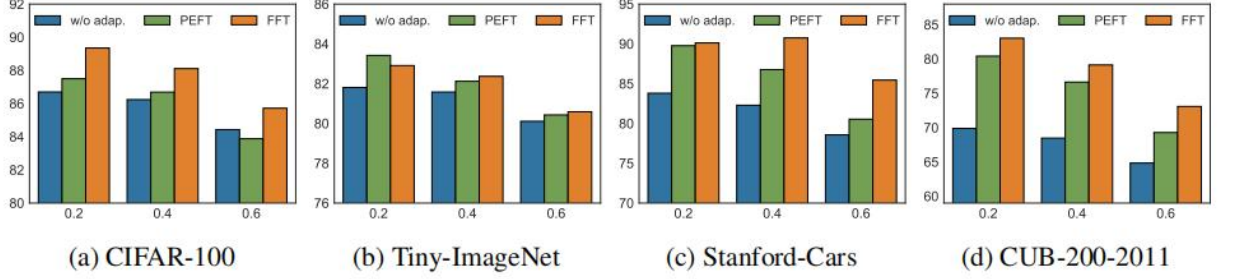 92
90
88
86
84
82
80
w/o adap. PEFT FFT
0.2 0.4 0.6
(a) CIFAR-100
86
84
82
80
78
76
w/o adap. PEFT FFT
0.2 0.4 0.6
(b) Tiny-ImageNet
95
90
85
80
75
70
w/o adap. PEFT FFT
0.2 0.4 0.6
(c) Stanford-Cars
85
80
75
70
65
60
w/o adap. PEFT FFT
0.2 0.4 0.6
(d) CUB-200-2011